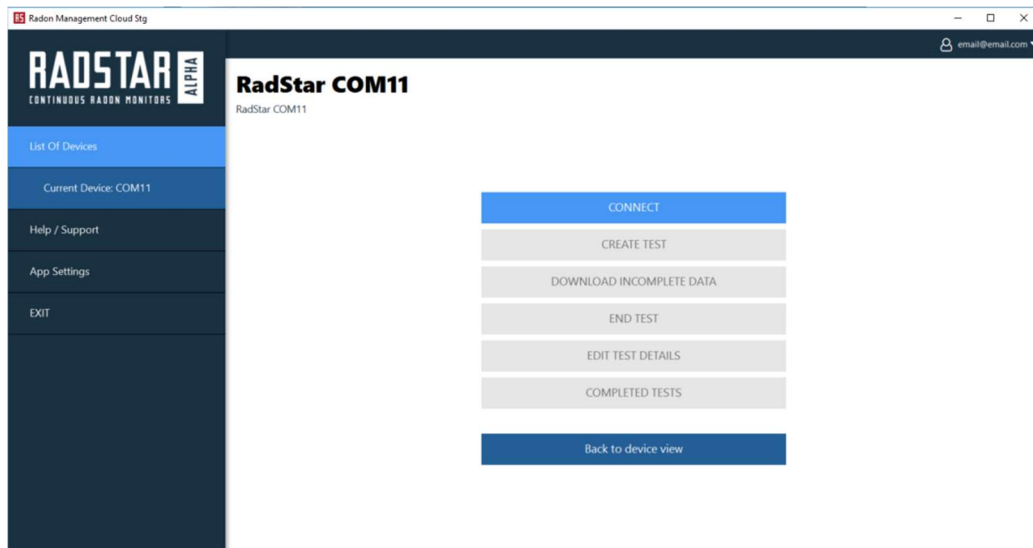 RS Radon Management Cloud Stg
email@email.com
RADSTAR ALPHA
CONTINUOUS RADON MONITORS
RadStar COM11
RadStar COM11
List Of Devices
Current Device: COM11
Help / Support
App Settings
EXIT
CONNECT
CREATE TEST
DOWNLOAD INCOMPLETE DATA
END TEST
EDIT TEST DETAILS
COMPLETED TESTS
Back to device view